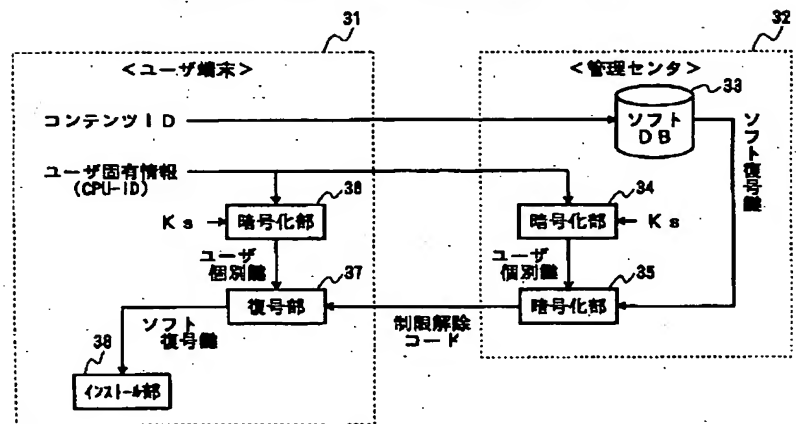 31
32
<ユーザ端末>
<管理センタ>
33
コンテンツID
ソフト
DB
ソフト復号鍵
ユーザ固有情報
(CPU-ID)
36
34
Ks
暗号化部
暗号化部
Ks
ユーザ
個別鍵
37
ユーザ
個別鍵
35
復号部
暗号化部
ソフト
復号鍵
制限解除
コード
38
インストール部